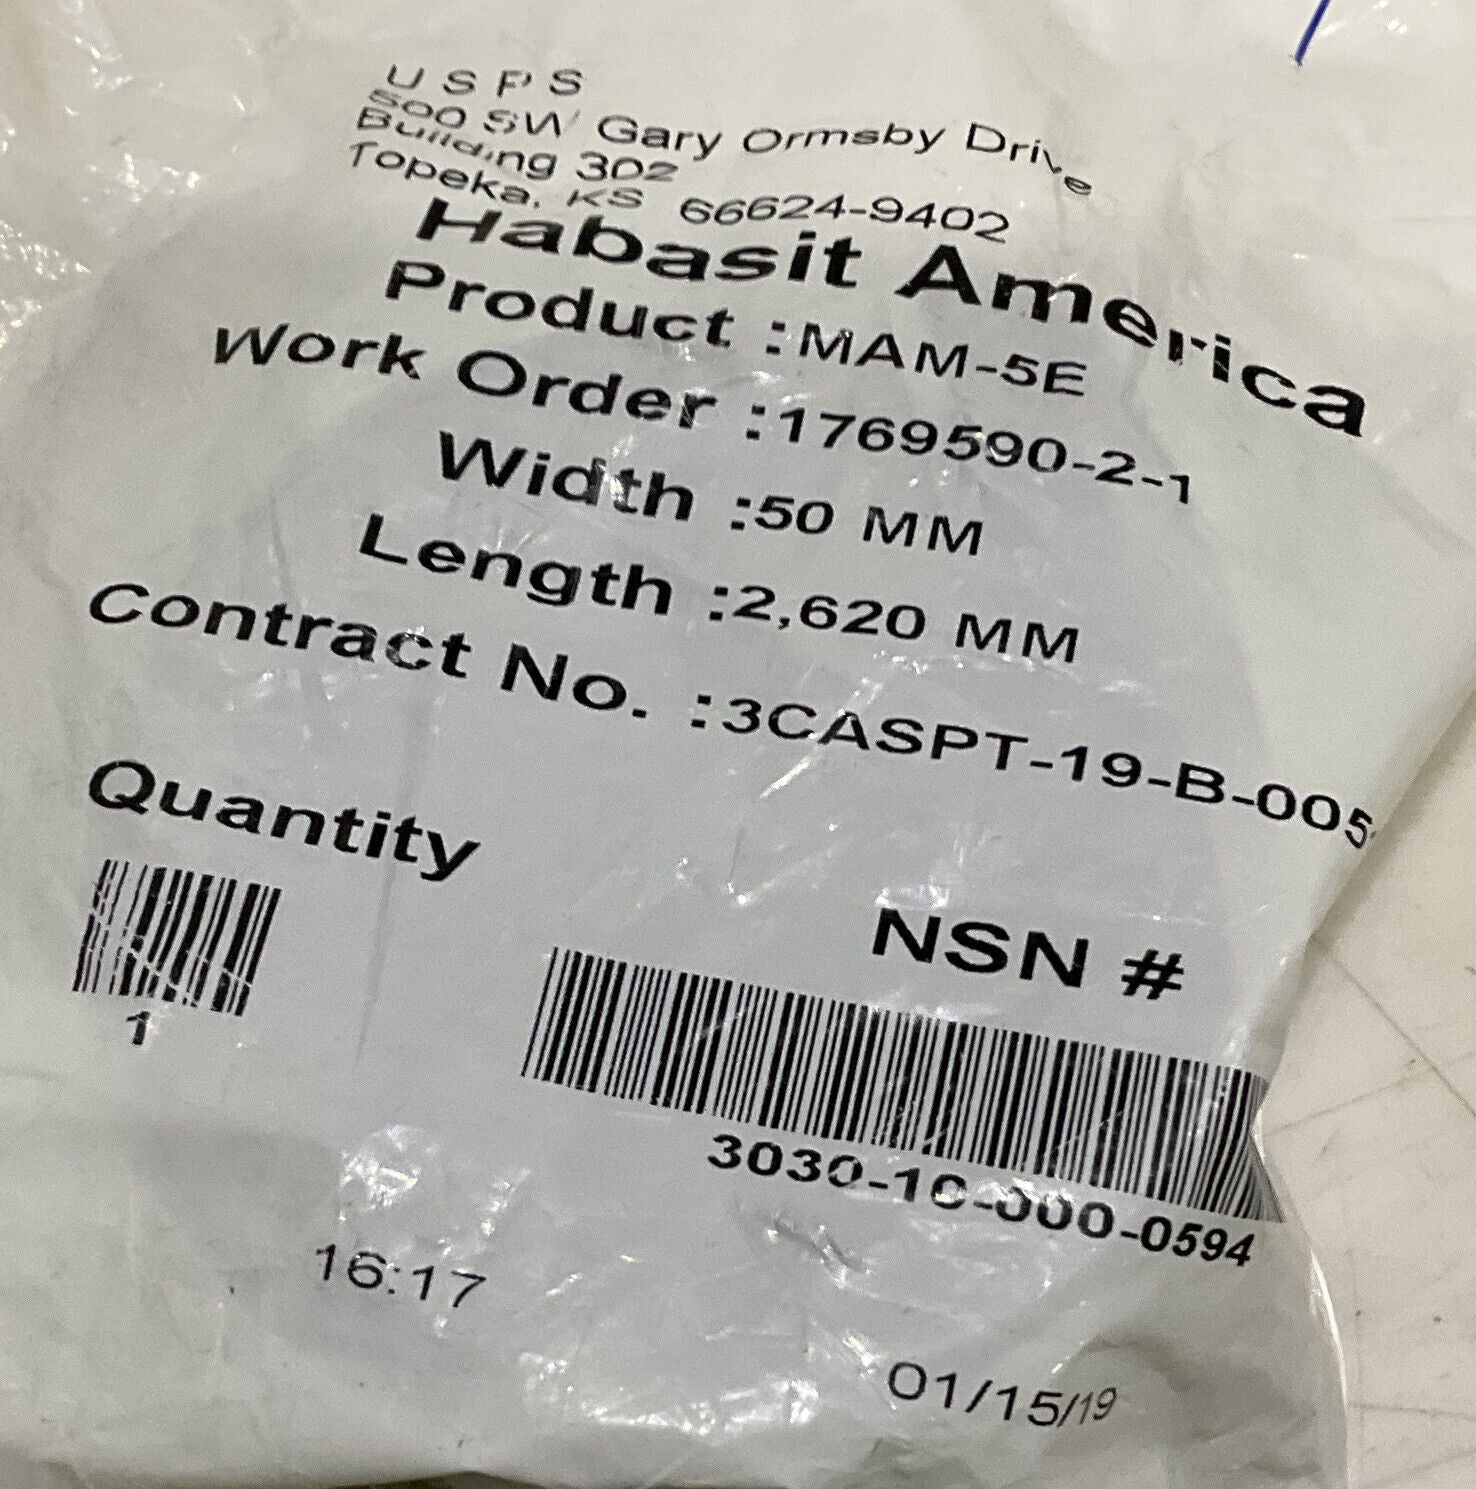 U S P S
500 SW Gary Ormsby Drive
Building 302
Topeka, KS 66624-9402
Habasit America
Product :MAM-5E
Work Order :1769590-2-1
Width :50 MM
Length :2,620 MM
Contract No. :3CASPT-19-B-005
Quantity
1
NSN #
3030-10-000-0594
16:17
01/15/19